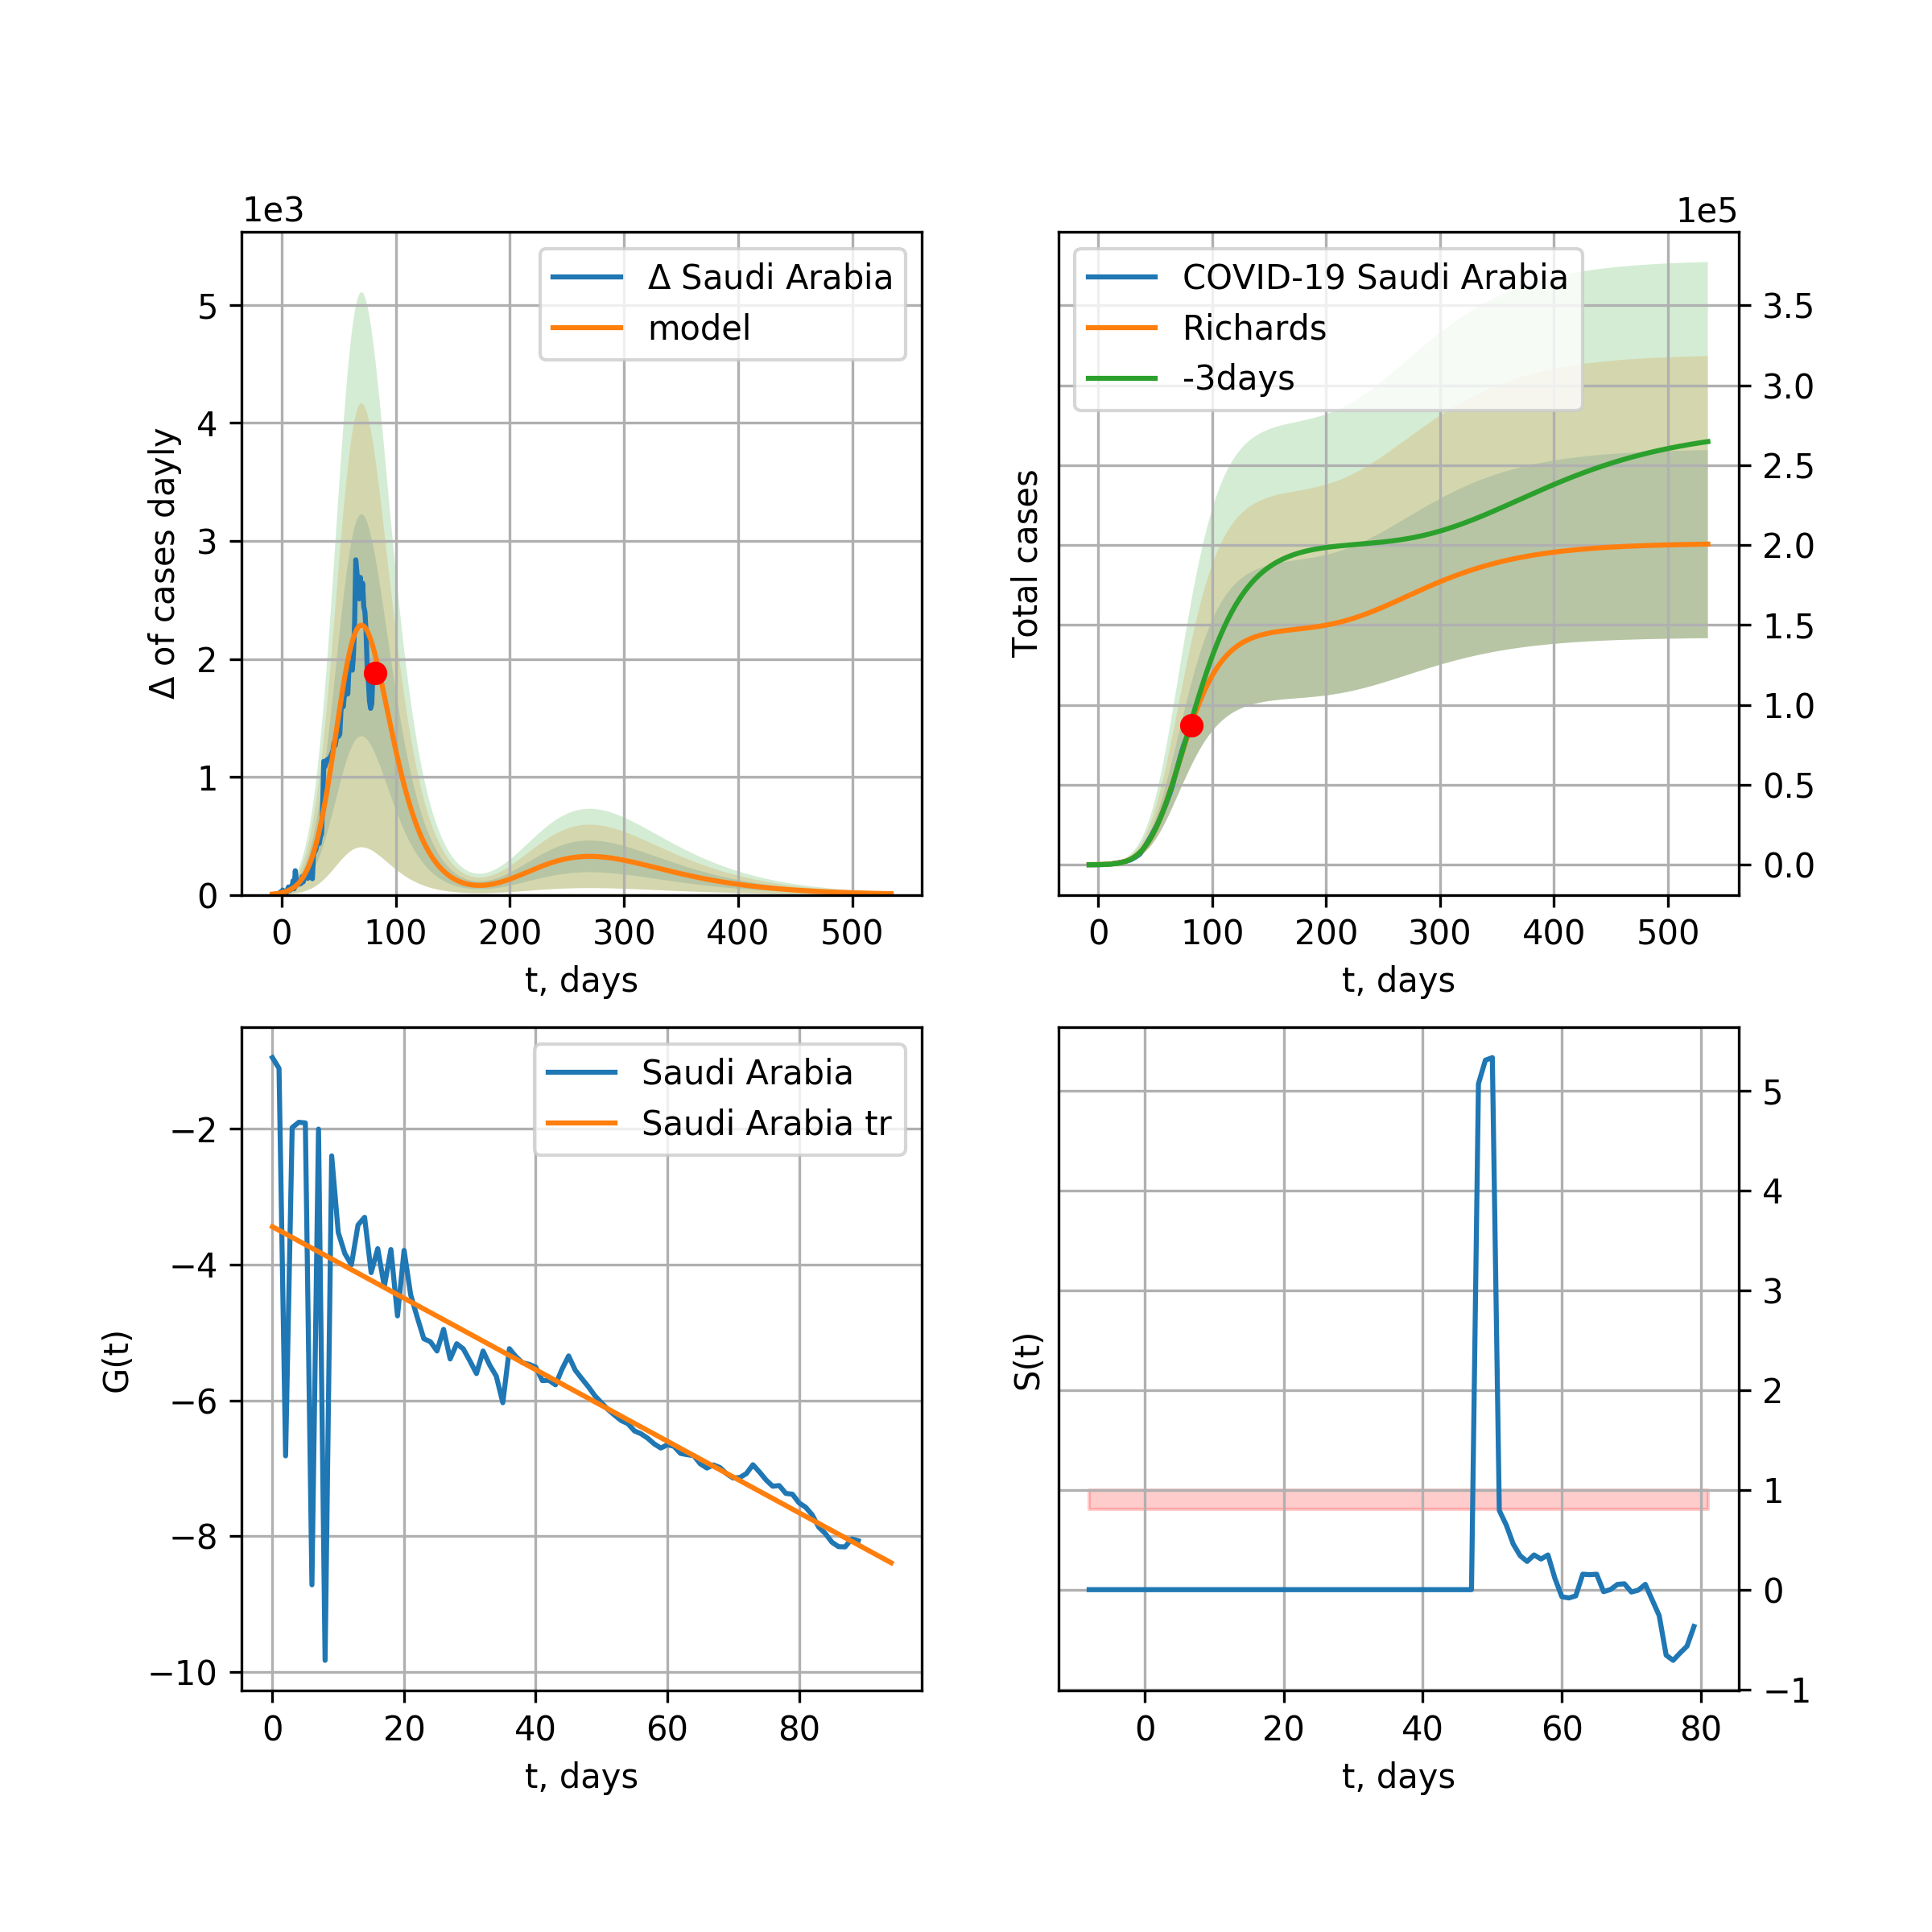 1e3
Δ Saudi Arabia
model
5
4
3
2
1
0
Δ of cases dayly
0 100 200 300 400 500
t, days
1e5
COVID-19 Saudi Arabia
Richards
-3days
3.5
3.0
2.5
2.0
1.5
1.0
0.5
0.0
Total cases
0 100 200 300 400 500
t, days
Saudi Arabia
Saudi Arabia tr
−2
−4
−6
−8
−10
G(t)
0 20 40 60 80
t, days
5
4
3
2
1
0
−1
S(t)
0 20 40 60 80
t, days